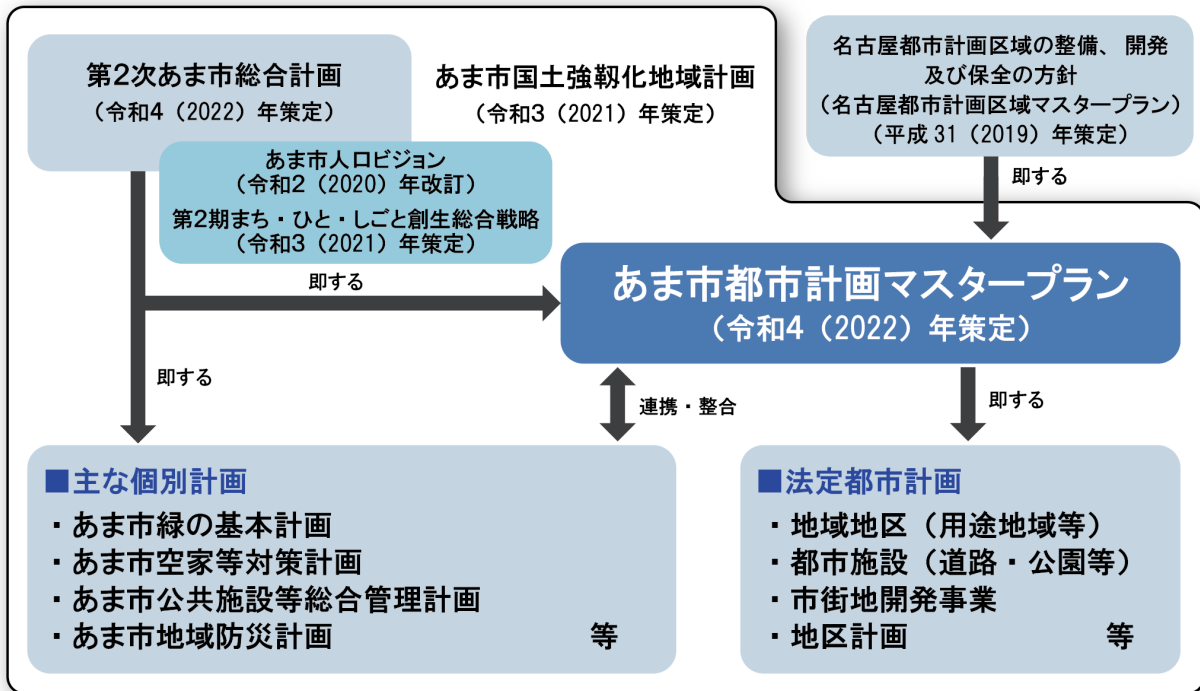 第2次あま市総合計画
（令和4（2022）年策定）
あま市国土強靱化地域計画
（令和3（2021）年策定）
名古屋都市計画区域の整備、開発
及び保全の方針
（名古屋都市計画区域マスタープラン）
（平成31（2019）年策定）
あま市人口ビジョン
（令和2（2020）年改訂）
第2期まち・ひと・しごと創生総合戦略
（令和3（2021）年策定）
即する
即する
あま市都市計画マスタープラン
（令和4（2022）年策定）
即する
連携・整合
即する
■主な個別計画
・あま市緑の基本計画
・あま市空家等対策計画
・あま市公共施設等総合管理計画
・あま市地域防災計画 等
■法定都市計画
・地域地区（用途地域等）
・都市施設（道路・公園等）
・市街地開発事業
・地区計画 等